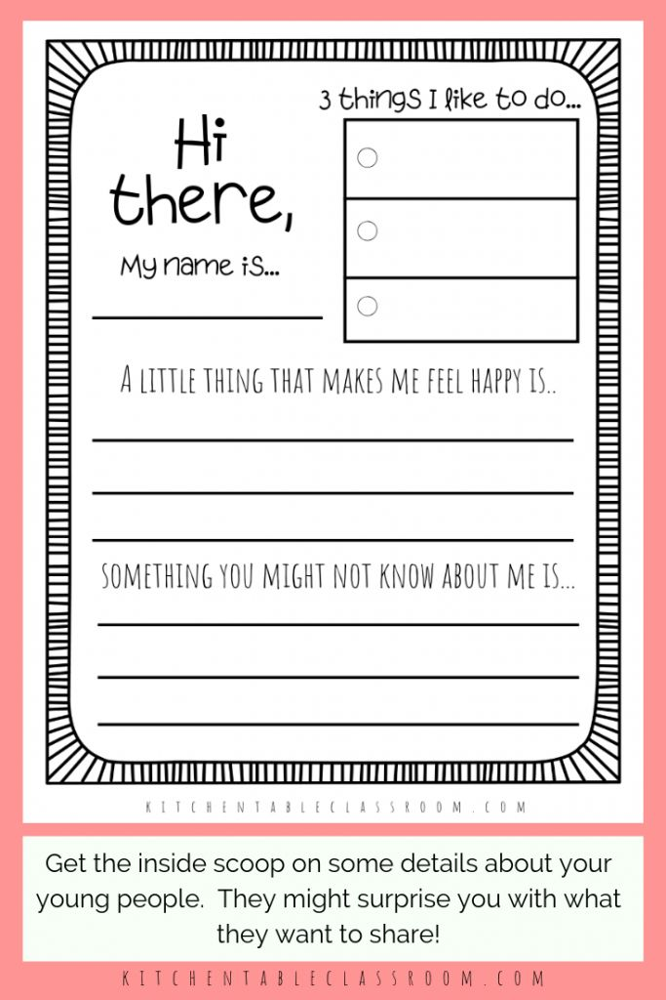 Hi
there,
My name is...
3 things I like to do...
A LITTLE THING THAT MAKES ME FEEL HAPPY IS..
SOMETHING YOU MIGHT NOT KNOW ABOUT ME IS...
KITCHENTABLECLASSROOM.COM
Get the inside scoop on some details about your
young people.  They might surprise you with what
they want to share!
KITCHENTABLECLASSROOM.COM